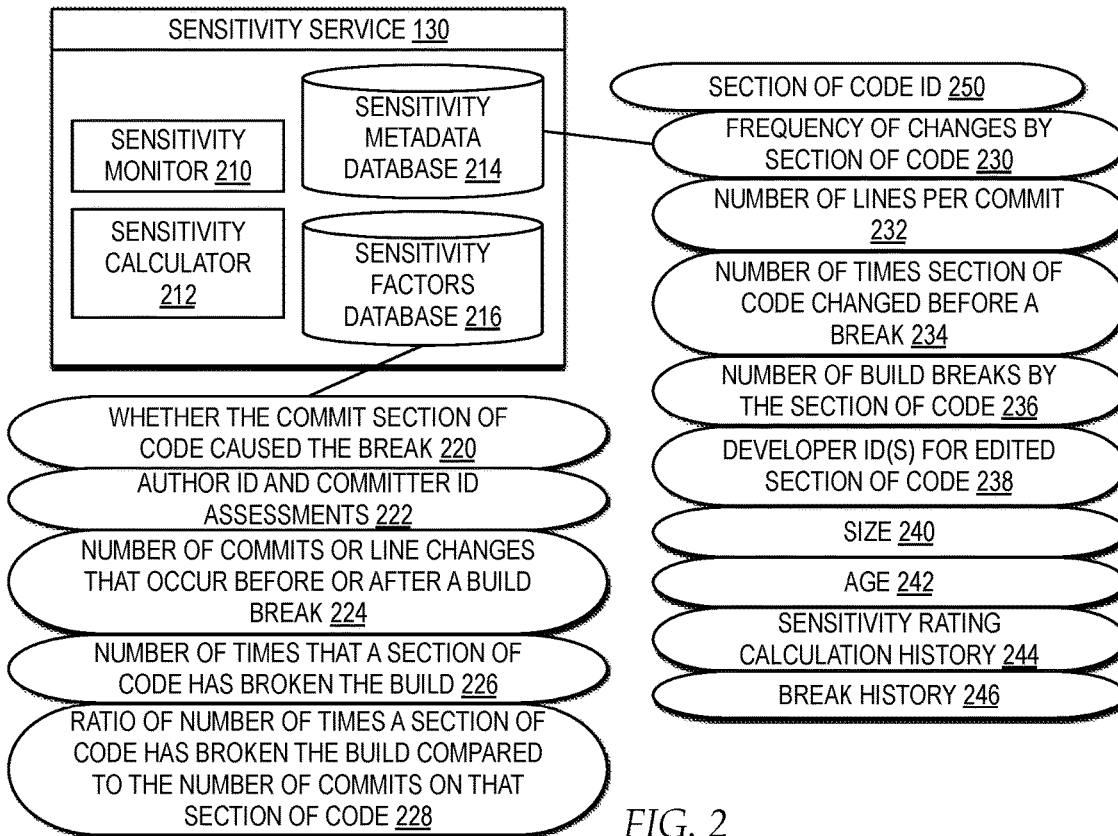 SENSITIVITY SERVICE 130
SENSITIVITY
MONITOR 210
SENSITIVITY
CALCULATOR
212
SENSITIVITY
METADATA
DATABASE 214
SENSITIVITY
FACTORS
DATABASE 216
WHETHER THE COMMIT SECTION OF
CODE CAUSED THE BREAK 220
AUTHOR ID AND COMMITTER ID
ASSESSMENTS 222
NUMBER OF COMMITS OR LINE CHANGES
THAT OCCUR BEFORE OR AFTER A BUILD
BREAK 224
NUMBER OF TIMES THAT A SECTION OF
CODE HAS BROKEN THE BUILD 226
RATIO OF NUMBER OF TIMES A SECTION OF
CODE HAS BROKEN THE BUILD COMPARED
TO THE NUMBER OF COMMITS ON THAT
SECTION OF CODE 228
SECTION OF CODE ID 250
FREQUENCY OF CHANGES BY
SECTION OF CODE 230
NUMBER OF LINES PER COMMIT
232
NUMBER OF TIMES SECTION OF
CODE CHANGED BEFORE A
BREAK 234
NUMBER OF BUILD BREAKS BY
THE SECTION OF CODE 236
DEVELOPER ID(S) FOR EDITED
SECTION OF CODE 238
SIZE 240
AGE 242
SENSITIVITY RATING
CALCULATION HISTORY 244
BREAK HISTORY 246
FIG. 2